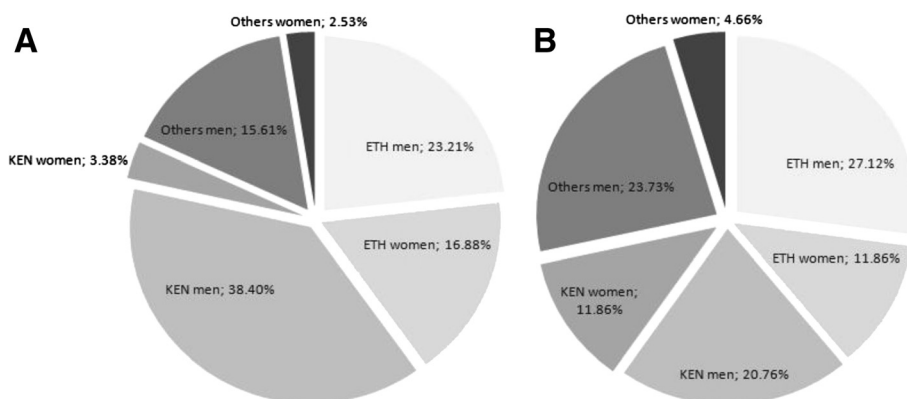 A
Others women; 2.53%
Others men; 15.61%
ETH men; 23.21%
KEN women; 3.38%
ETH women; 16.88%
KEN men; 38.40%
B
Others women; 4.66%
ETH men; 27.12%
Others men; 23.73%
ETH women; 11.86%
KEN women;
11.86%
KEN men; 20.76%